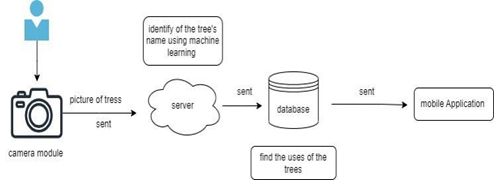 identify of the tree's
name using machine
learning
picture of tress
sent
camera module
server
sent
database
sent
mobile Application
find the uses of the
trees